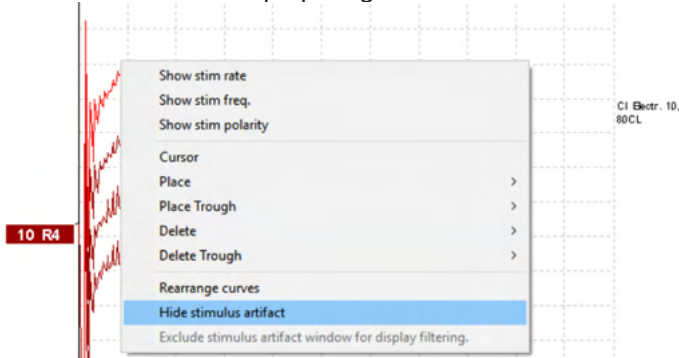 Show stim rate
Show stim freq.
Show stim polarity
CI Electr. 10,
80CL
Cursor
Place
Place Trough
Delete
10 R4
Delete Trough
Rearrange curves
Hide stimulus artifact
Exclude stimulus artifact window for display filtering.